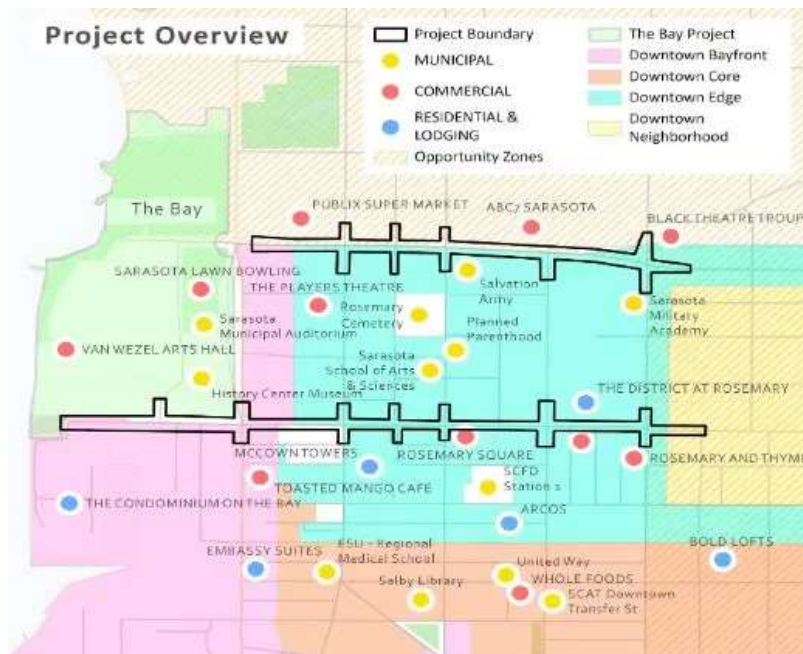 Project Overview
Project Boundary
MUNICIPAL
COMMERCIAL
RESIDENTIAL &
LODGING
Opportunity Zones
The Bay Project
Downtown Bayfront
Downtown Core
Downtown Edge
Downtown
Neighborhood
The Bay
PUBLIX SUPER MARKET
ABC7 SARASOTA
BLACK THEATRE TROUP
SARASOTA LAWN BOWLING
THE PLAYERS THEATRE
Salvation
Army
Rosemary
Cemetery
Sarasota
Military
Academy
Sarasota
Municipal Auditorium
Planned
Parenthood
VAN WEZEL ARTS HALL
Sarasota
School of Arts
& Sciences
History Center Museum
THE DISTRICT AT ROSEMARY
MCCOWN TOWERS
ROSEMARY SQUARE
ROSEMARY AND THYM
TOASTED MANGO CAFE
SCFD
Station 1
THE CONDOMINIUM ON THE BAY
ARCOS
EMBASSY SUITES
FSU - Regional
Medical School
BOLD LOFTS
United Way
Selby Library
WHOLE FOODS
SCAT Downtown
Transfer St